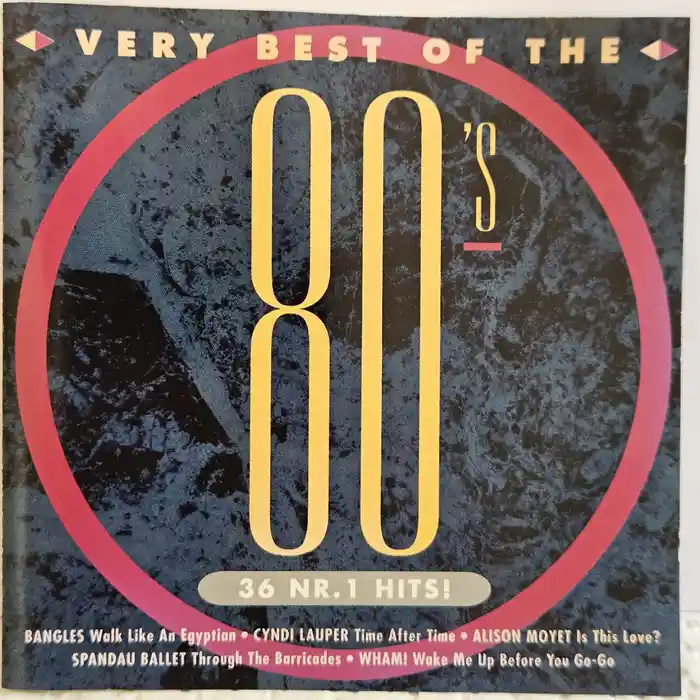 VERY BEST OF THE
80'S
36 NR.1 HITS!
BANGLES Walk Like An Egyptian • CYNDI LAUPER Time After Time • ALISON MOYET Is This Love?
SPANDAU BALLET Through The Barricades • WHAM! Wake Me Up Before You Go-Go